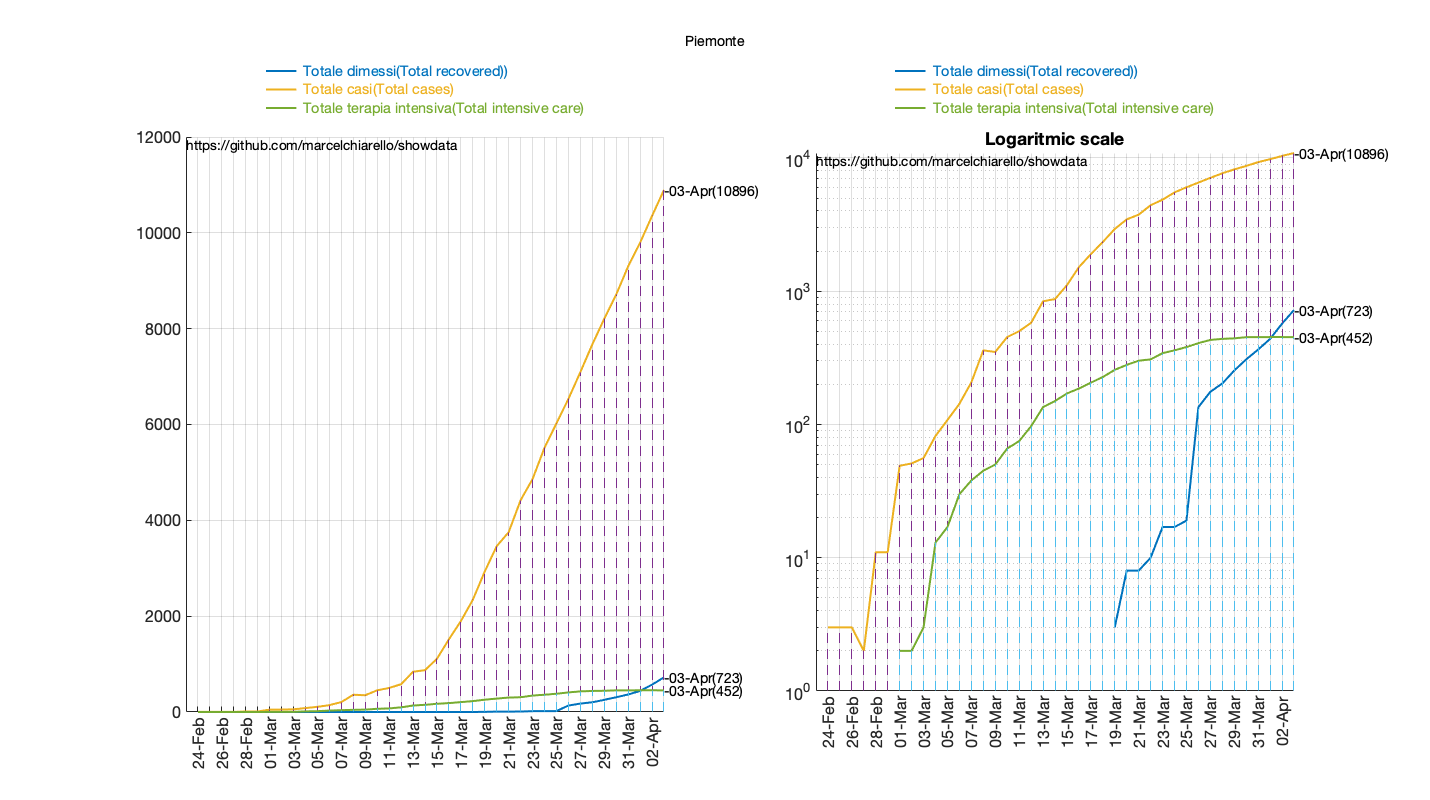 Piemonte
Totale dimessi(Total recovered))
Totale casi(Total cases)
Totale terapia intensiva(Total intensive care)
12000
10000
8000
6000
4000
2000
0
https://github.com/marcelchiarello/showdata
-03-Apr(10896)
-03-Apr(723)
-03-Apr(452)
24-Feb
26-Feb
28-Feb
01-Mar
03-Mar
05-Mar
07-Mar
09-Mar
11-Mar
13-Mar
15-Mar
17-Mar
19-Mar
21-Mar
23-Mar
25-Mar
27-Mar
29-Mar
31-Mar
02-Apr
Totale dimessi(Total recovered))
Totale casi(Total cases)
Totale terapia intensiva(Total intensive care)
Logaritmic scale
10^4
10^3
10^2
10^1
10^0
https://github.com/marcelchiarello/showdata
-03-Apr(10896)
-03-Apr(723)
-03-Apr(452)
24-Feb
26-Feb
28-Feb
01-Mar
03-Mar
05-Mar
07-Mar
09-Mar
11-Mar
13-Mar
15-Mar
17-Mar
19-Mar
21-Mar
23-Mar
25-Mar
27-Mar
29-Mar
31-Mar
02-Apr